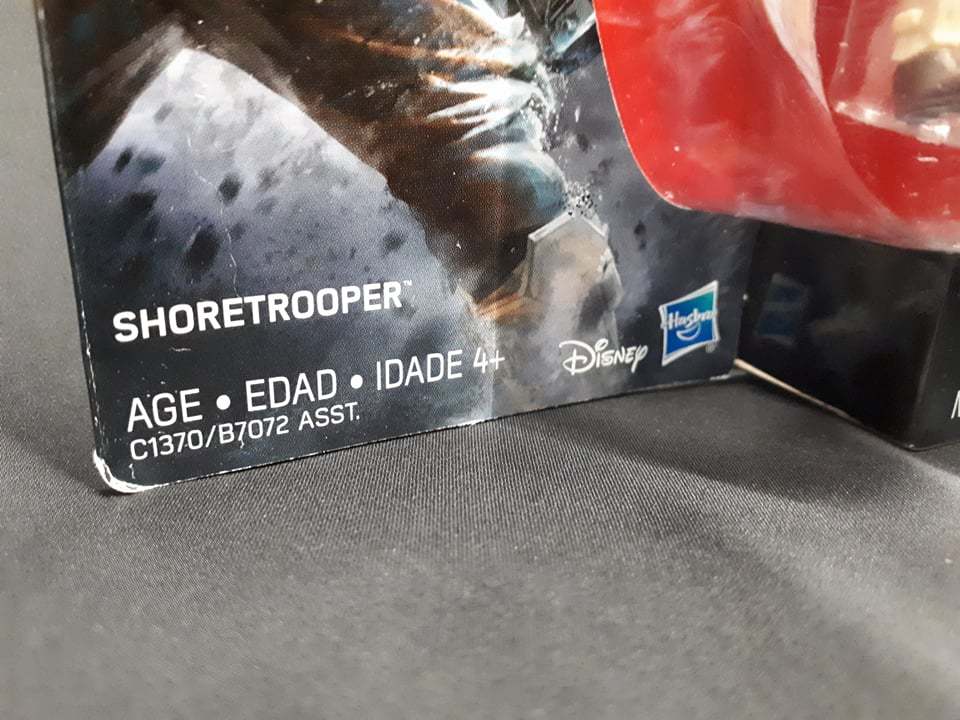 SHORETROOPER™
AGE • EDAD • IDADE 4+
C1370/B7072 ASST.
DISNEY
Hasbro